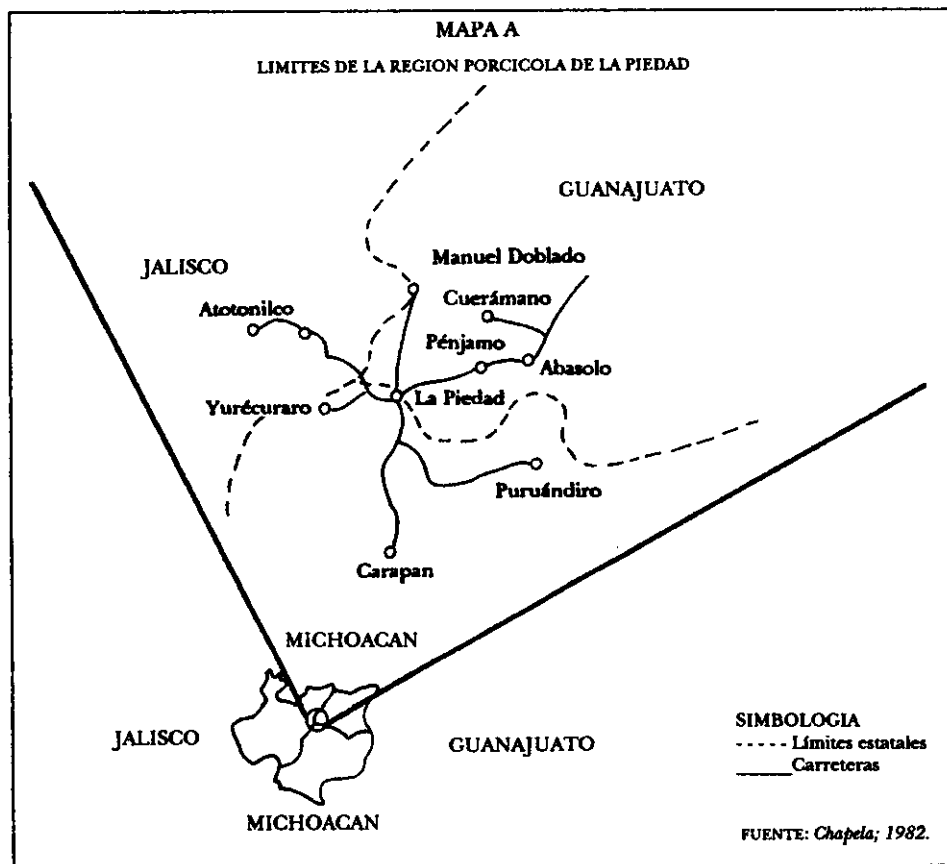 MAPA A
LIMITES DE LA REGION PORCICOLA DE LA PIEDAD
GUANAJUATO
JALISCO
Manuel Doblado
Cuerámano
Atotonilco
Pénjamo
Abasolo
La Piedad
Yurécuraro
Puruándiro
Carapan
MICHOACAN
JALISCO
GUANAJUATO
MICHOACAN
SIMBOLOGIA
----- Límites estatales
_____ Carreteras
FUENTE: Chapela; 1982.